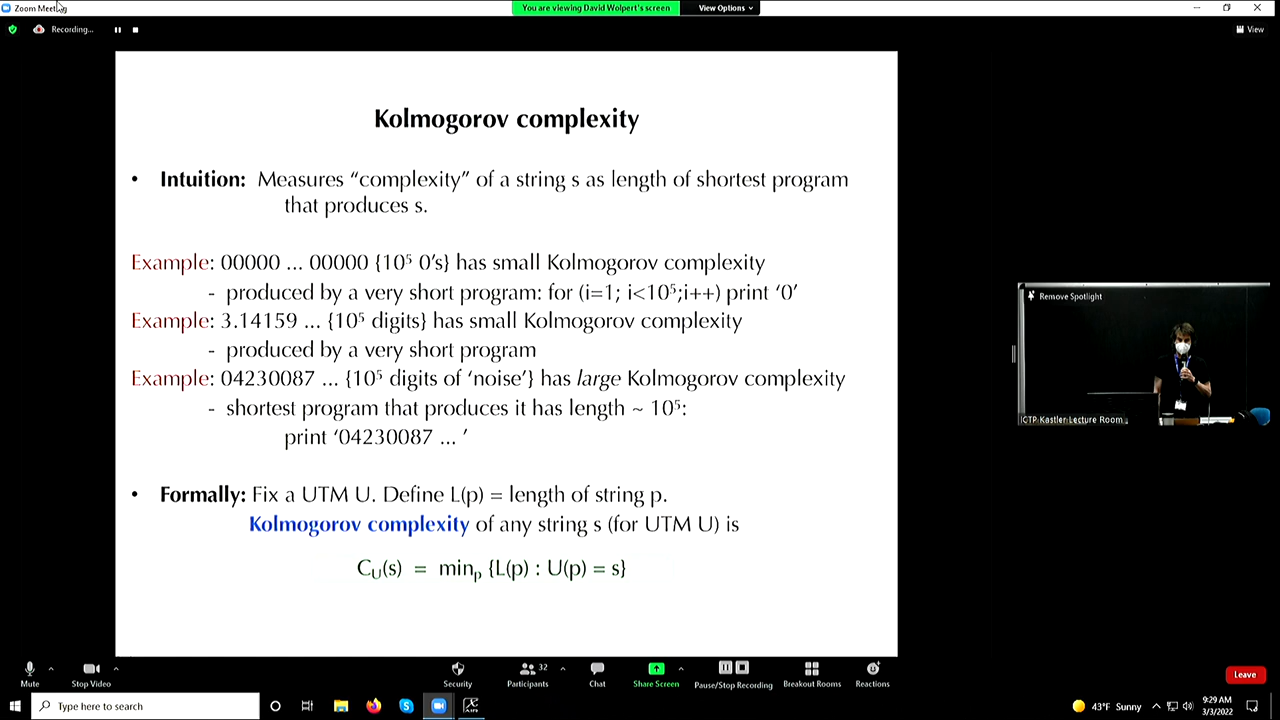 Zoom Meeting
You are viewing David Wolpert's screen
View Options
Recording...
View
Kolmogorov complexity
• Intuition: Measures “complexity” of a string s as length of shortest program
that produces s.
Example: 00000 ... 00000 {10⁵ 0’s} has small Kolmogorov complexity
- produced by a very short program: for (i=1; i<10⁵;i++) print ‘0’
Example: 3.14159 ... {10⁵ digits} has small Kolmogorov complexity
- produced by a very short program
Example: 04230087 ... {10⁵ digits of ‘noise’} has large Kolmogorov complexity
- shortest program that produces it has length ~ 10⁵:
print ‘04230087 ... ’
• Formally: Fix a UTM U. Define L(p) = length of string p.
Kolmogorov complexity of any string s (for UTM U) is
C_U(s) = min_p {L(p) : U(p) = s}
Remove Spotlight
ICTP Kastler Lecture Room
Mute
Stop Video
Security
Participants
32
Chat
Share Screen
Pause/Stop Recording
Breakout Rooms
Reactions
Leave
Type here to search
43°F Sunny
9:29 AM
3/3/2022